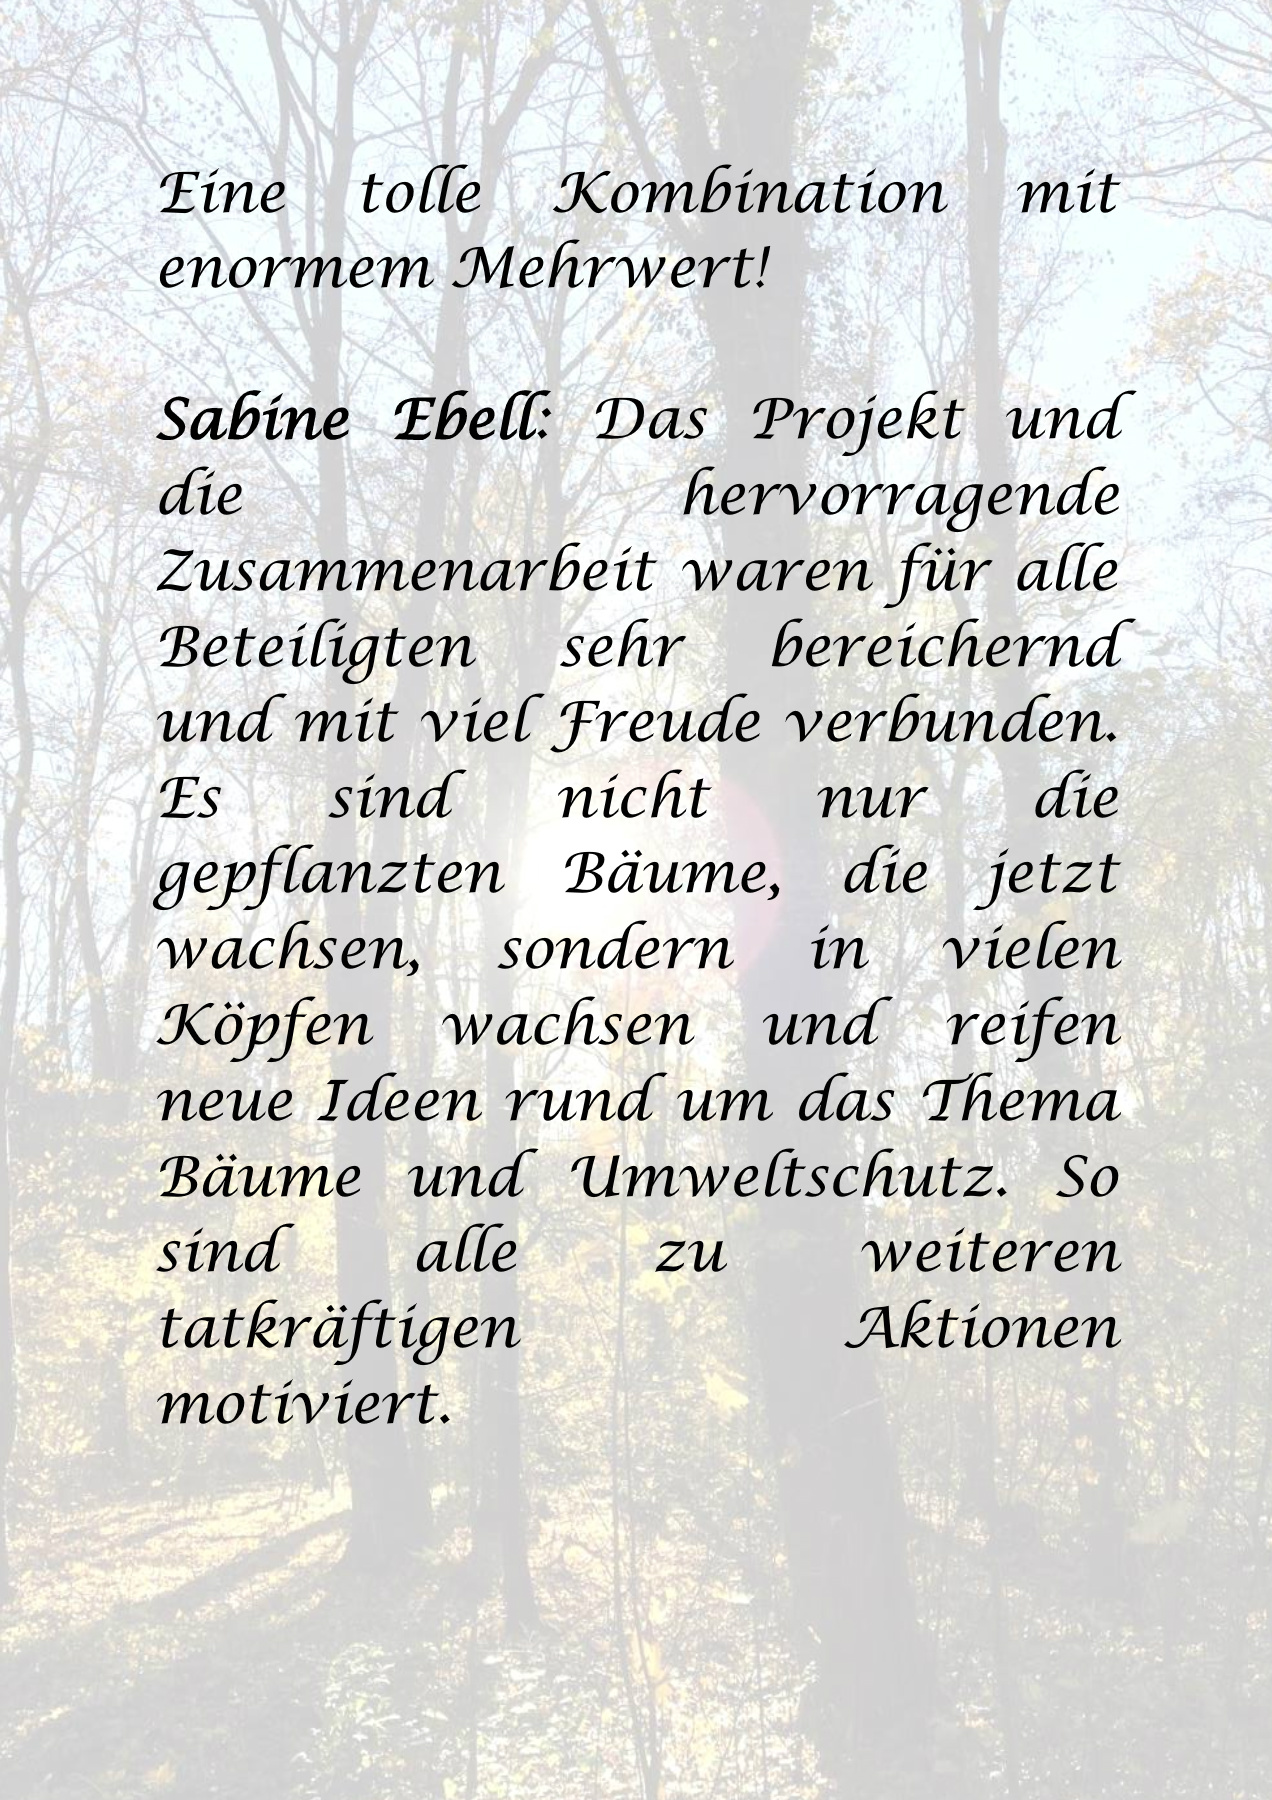 Eine tolle Kombination mit
enormem Mehrwert!
Sabine Ebell: Das Projekt und
die hervorragende
Zusammenarbeit waren für alle
Beteiligten sehr bereichernd
und mit viel Freude verbunden.
Es sind nicht nur die
gepflanzten Bäume, die jetzt
wachsen, sondern in vielen
Köpfen wachsen und reifen
neue Ideen rund um das Thema
Bäume und Umweltschutz. So
sind alle zu weiteren
tatkräftigen Aktionen
motiviert.